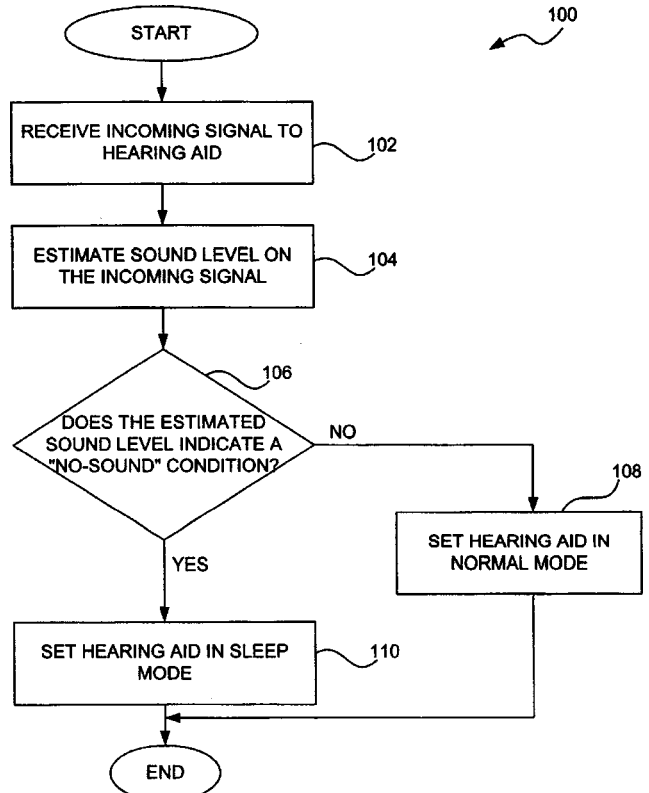 START
100
RECEIVE INCOMING SIGNAL TO
HEARING AID
102
ESTIMATE SOUND LEVEL ON
THE INCOMING SIGNAL
104
106
DOES THE ESTIMATED
SOUND LEVEL INDICATE A
"NO-SOUND" CONDITION?
NO
108
SET HEARING AID IN
NORMAL MODE
YES
SET HEARING AID IN SLEEP
MODE
110
END